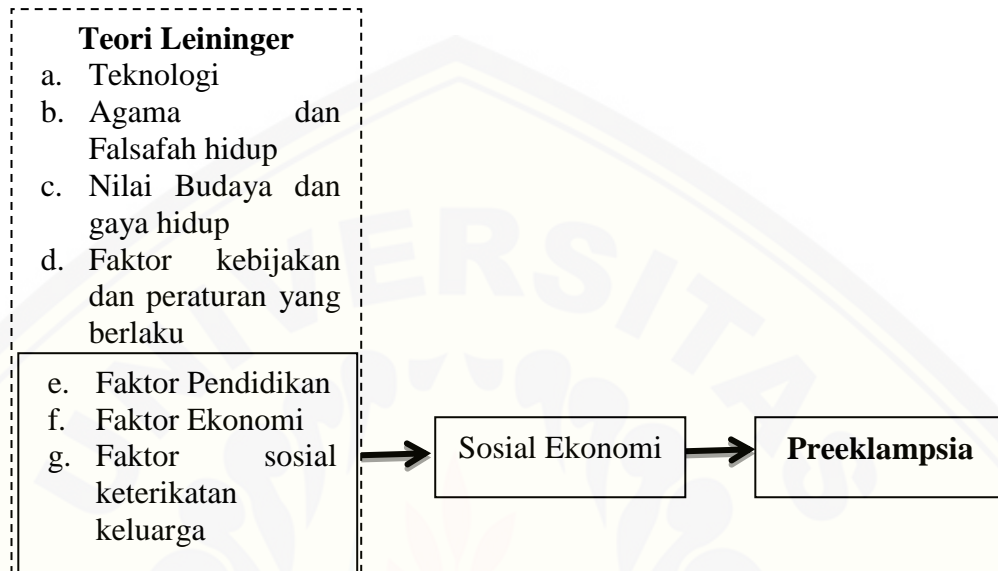 Teori Leininger
a. Teknologi
b. Agama dan
Falsafah hidup
c. Nilai Budaya dan
gaya hidup
d. Faktor kebijakan
dan peraturan yang
berlaku
e. Faktor Pendidikan
f. Faktor Ekonomi
g. Faktor sosial
keterikatan
keluarga
Sosial Ekonomi
Preeklampsia
UNIVERSITAS